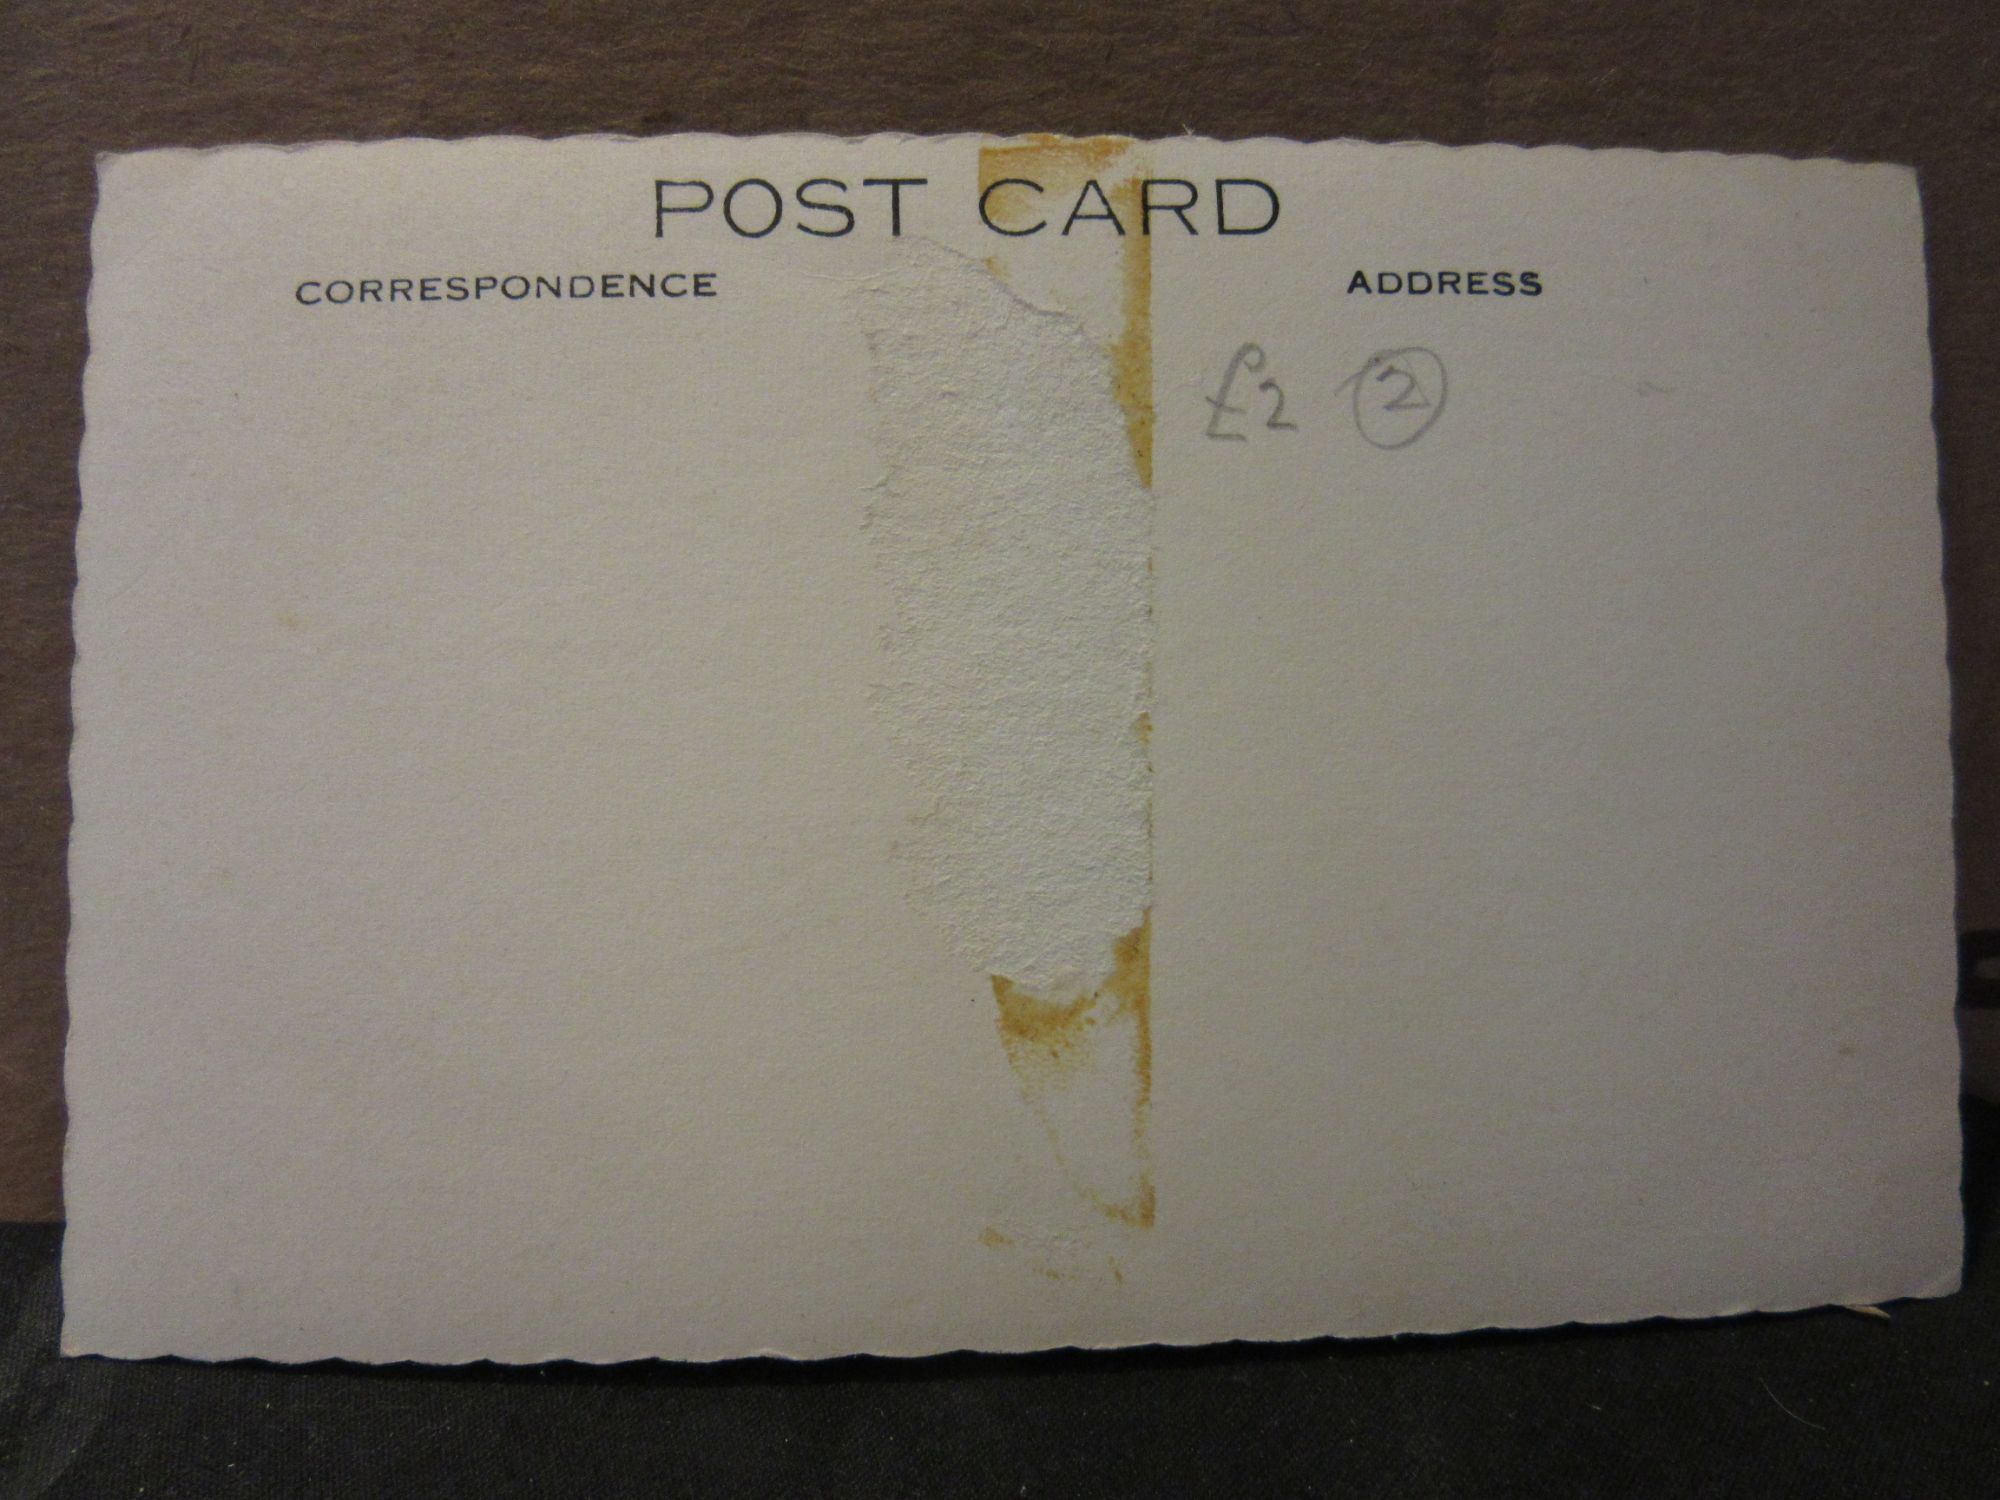 POST CARD
CORRESPONDENCE
ADDRESS
£2 2